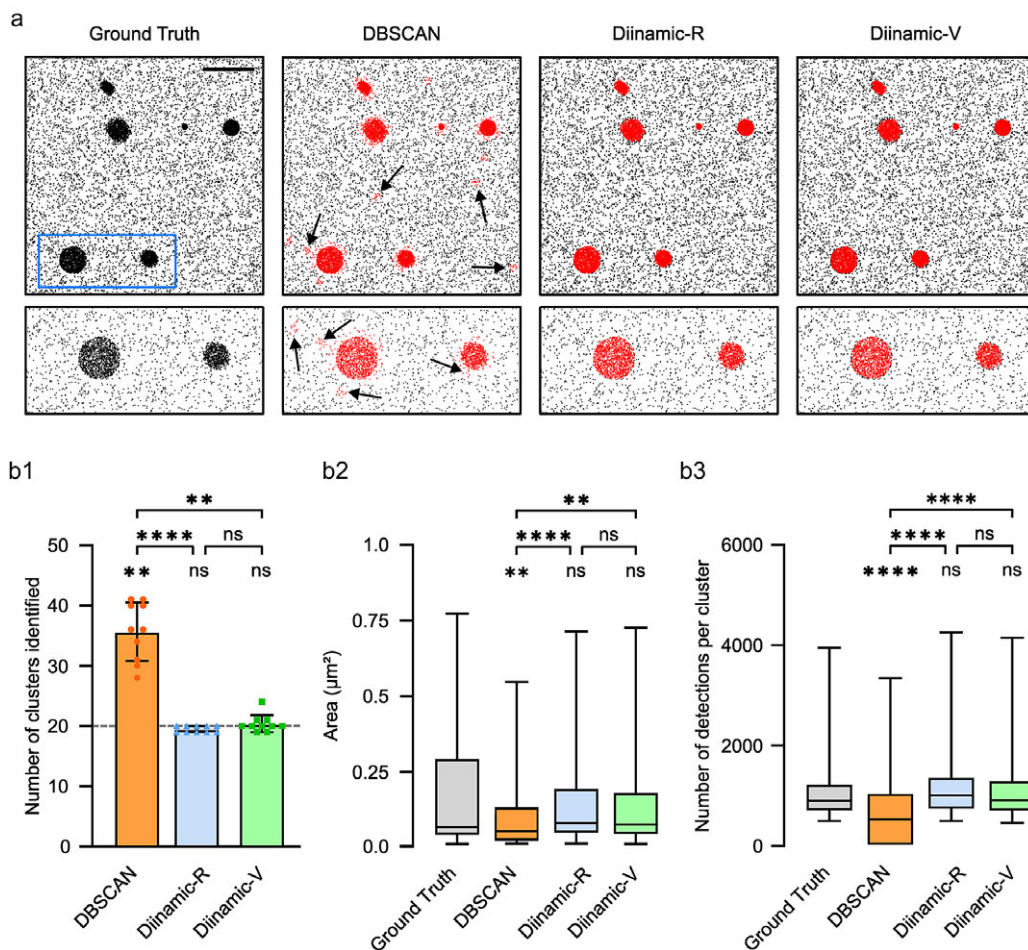 a
Ground Truth DBSCAN Diinamic-R Diinamic-V
b1
**
**** ns
** ns ns
50
40
30
20
10
0
Number of clusters identified
DBSCAN Diinamic-R Diinamic-V
b2
**
**** ns
** ns ns
1.0
0.75
0.5
0.25
0.0
Area (µm²)
Ground Truth DBSCAN Diinamic-R Diinamic-V
b3
****
**** ns
**** ns ns
6000
4000
2000
0
Number of detections per cluster
Ground Truth DBSCAN Diinamic-R Diinamic-V